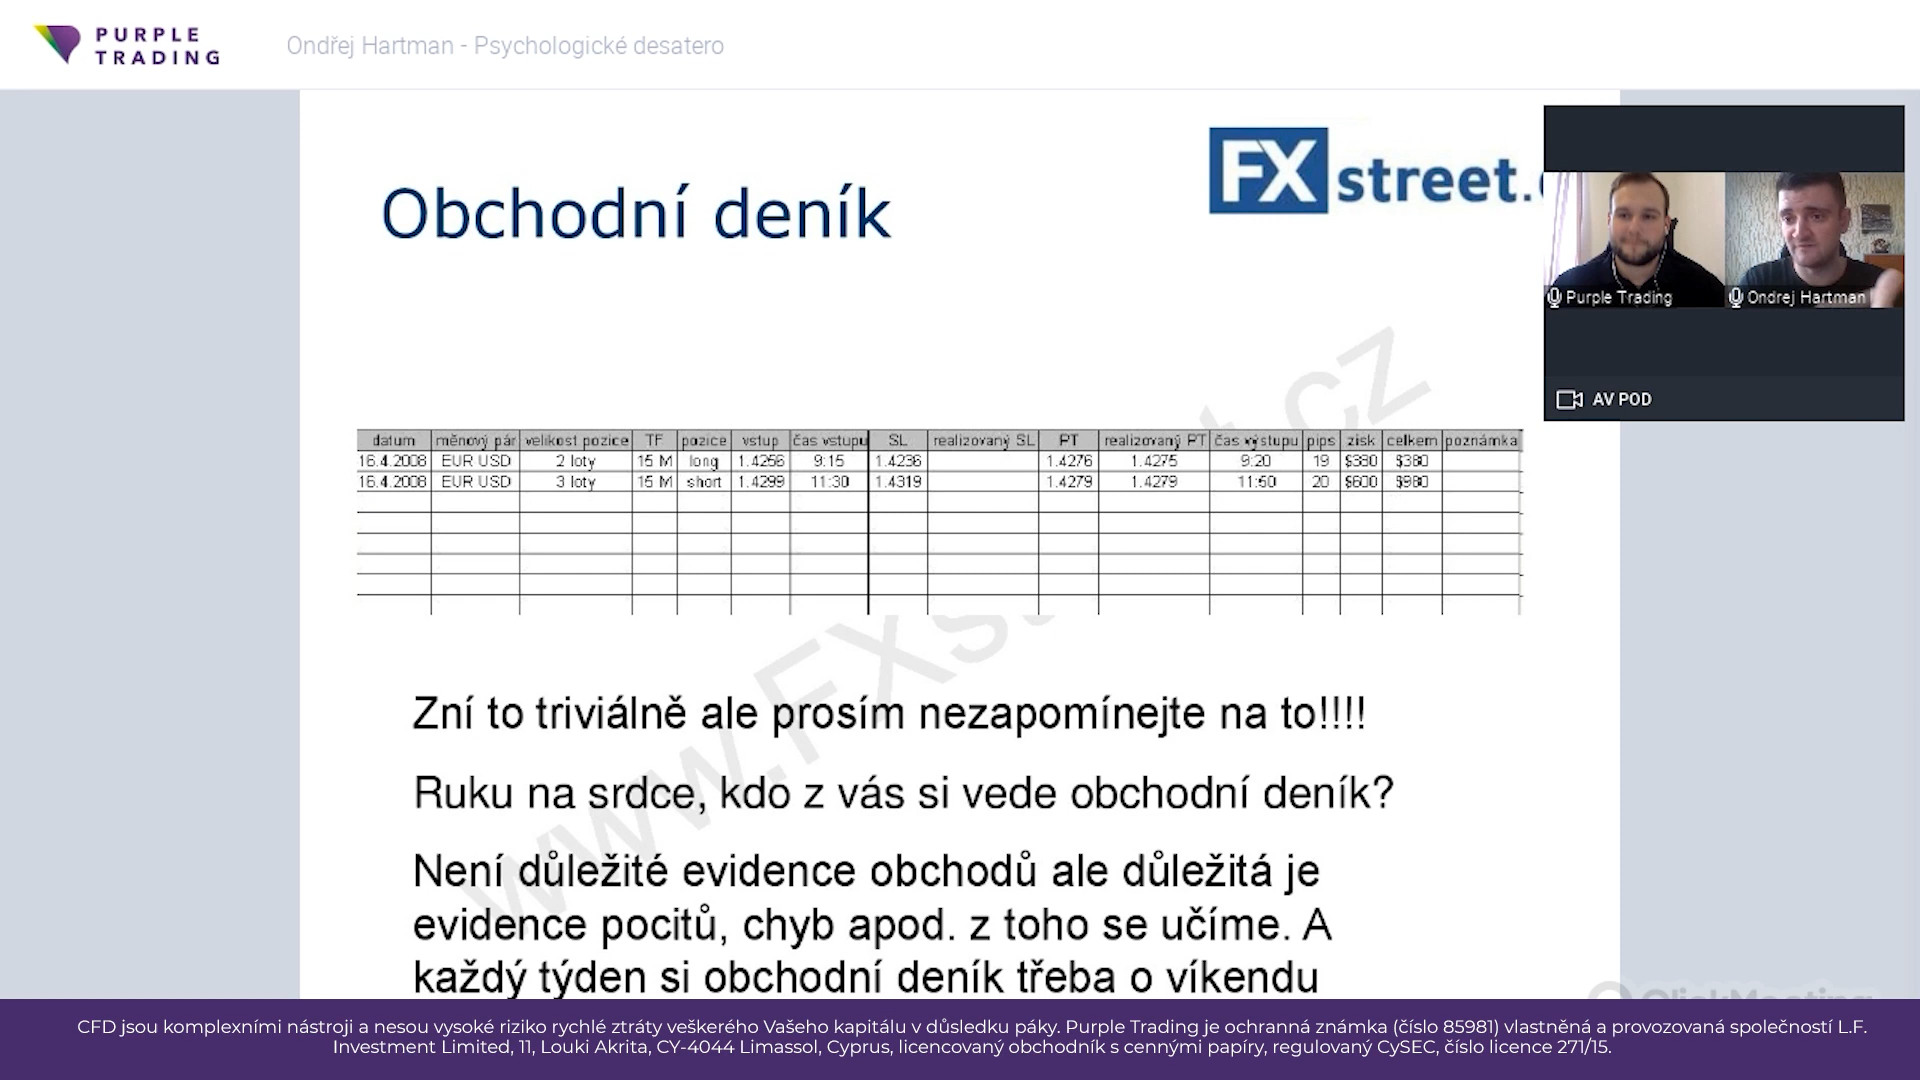 PURPLE
TRADING
Ondřej Hartman - Psychologické desatero
FXstreet.
Obchodní deník
Purple Trading
Ondrej Hartman
AV POD
datum měnový pár velikost pozice TF pozice vstup čas vstupu SL realizovaný SL PT realizovaný PT čas výstupu pips zisk celkem poznámka
16.4.2008 EUR USD 2 loty 15 M long 1.4256 9:15 1.4236 1.4276 1.4275 9:20 19 $380 $380
16.4.2008 EUR USD 3 loty 15 M short 1.4299 11:30 1.4319 1.4279 1.4279 11:50 20 $600 $980
Zní to triviálně ale prosím nezapomínejte na to!!!!
Ruku na srdce, kdo z vás si vede obchodní deník?
Není důležité evidence obchodů ale důležitá je
evidence pocitů, chyb apod. z toho se učíme. A
každý týden si obchodní deník třeba o víkendu
CFD jsou komplexními nástroji a nesou vysoké riziko rychlé ztráty veškerého Vašeho kapitálu v důsledku páky. Purple Trading je ochranná známka (číslo 85981) vlastněná a provozovaná společností L.F.
Investment Limited, 11, Louki Akrita, CY-4044 Limassol, Cyprus, licencovaný obchodník s cennými papíry, regulovaný CySEC, číslo licence 271/15.